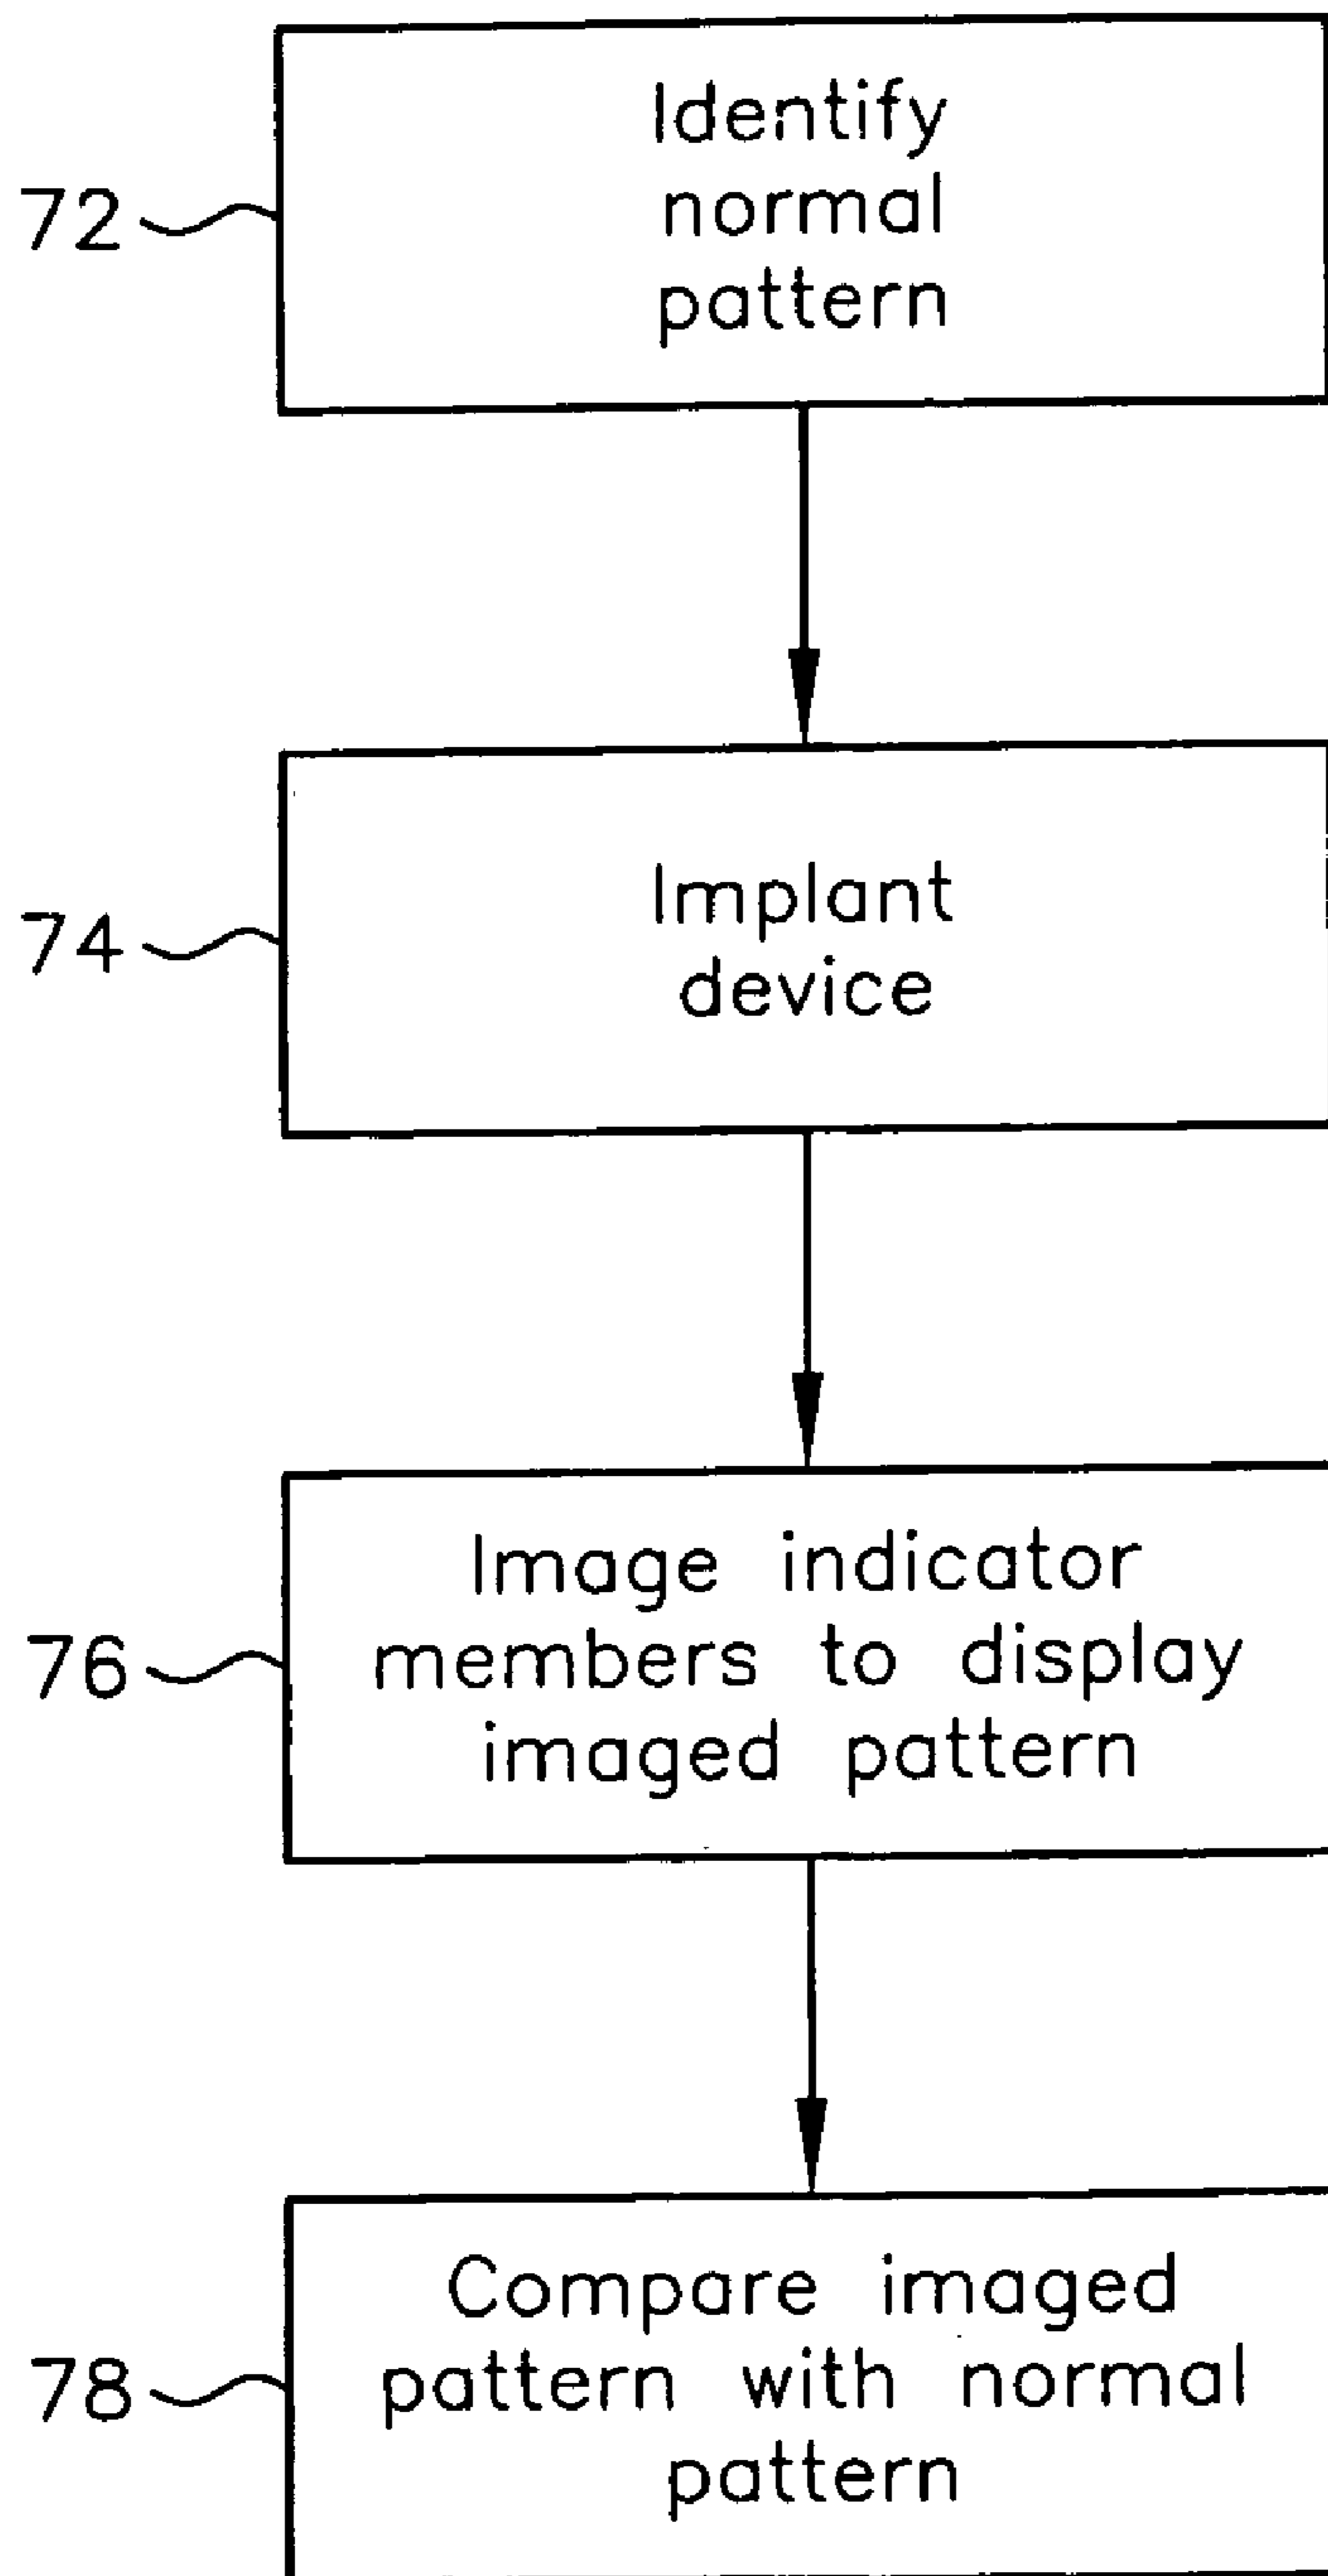 72
Identify
normal
pattern
74
Implant
device
76
Image indicator
members to display
imaged pattern
78
Compare imaged
pattern with normal
pattern